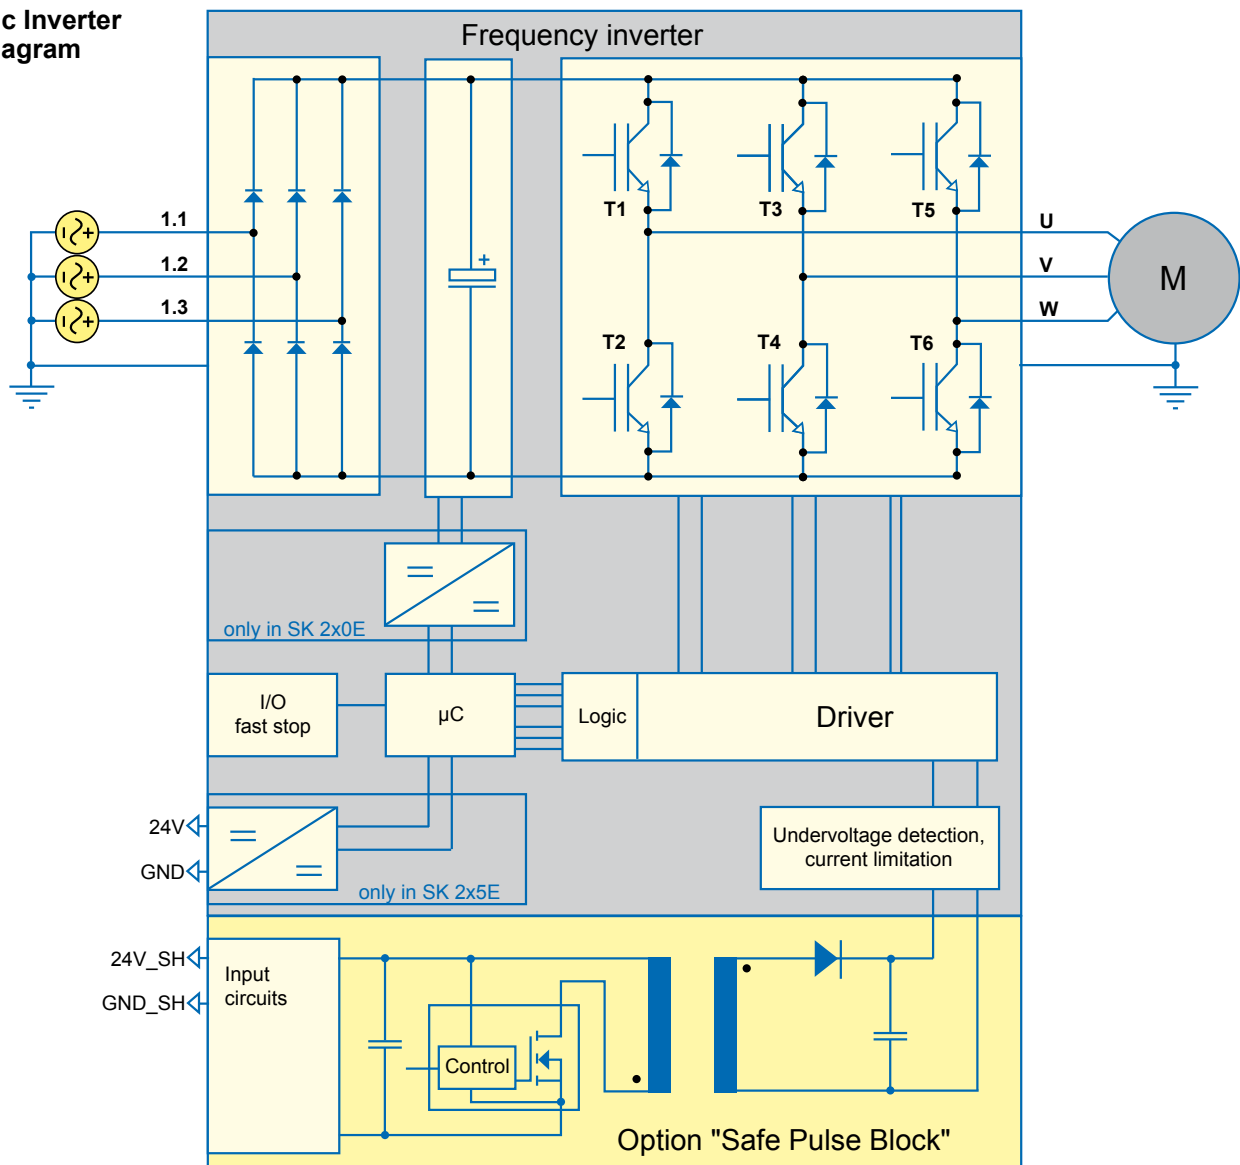 c Inverter
agram
Frequency inverter
T1
T3
T5
1.1
1.2
1.3
U
V
W
M
+
T2
T4
T6
only in SK 2x0E
I/O
fast stop
µC
Logic
Driver
24V
GND
only in SK 2x5E
Undervoltage detection,
current limitation
24V_SH
GND_SH
Input
circuits
Control
Option "Safe Pulse Block"